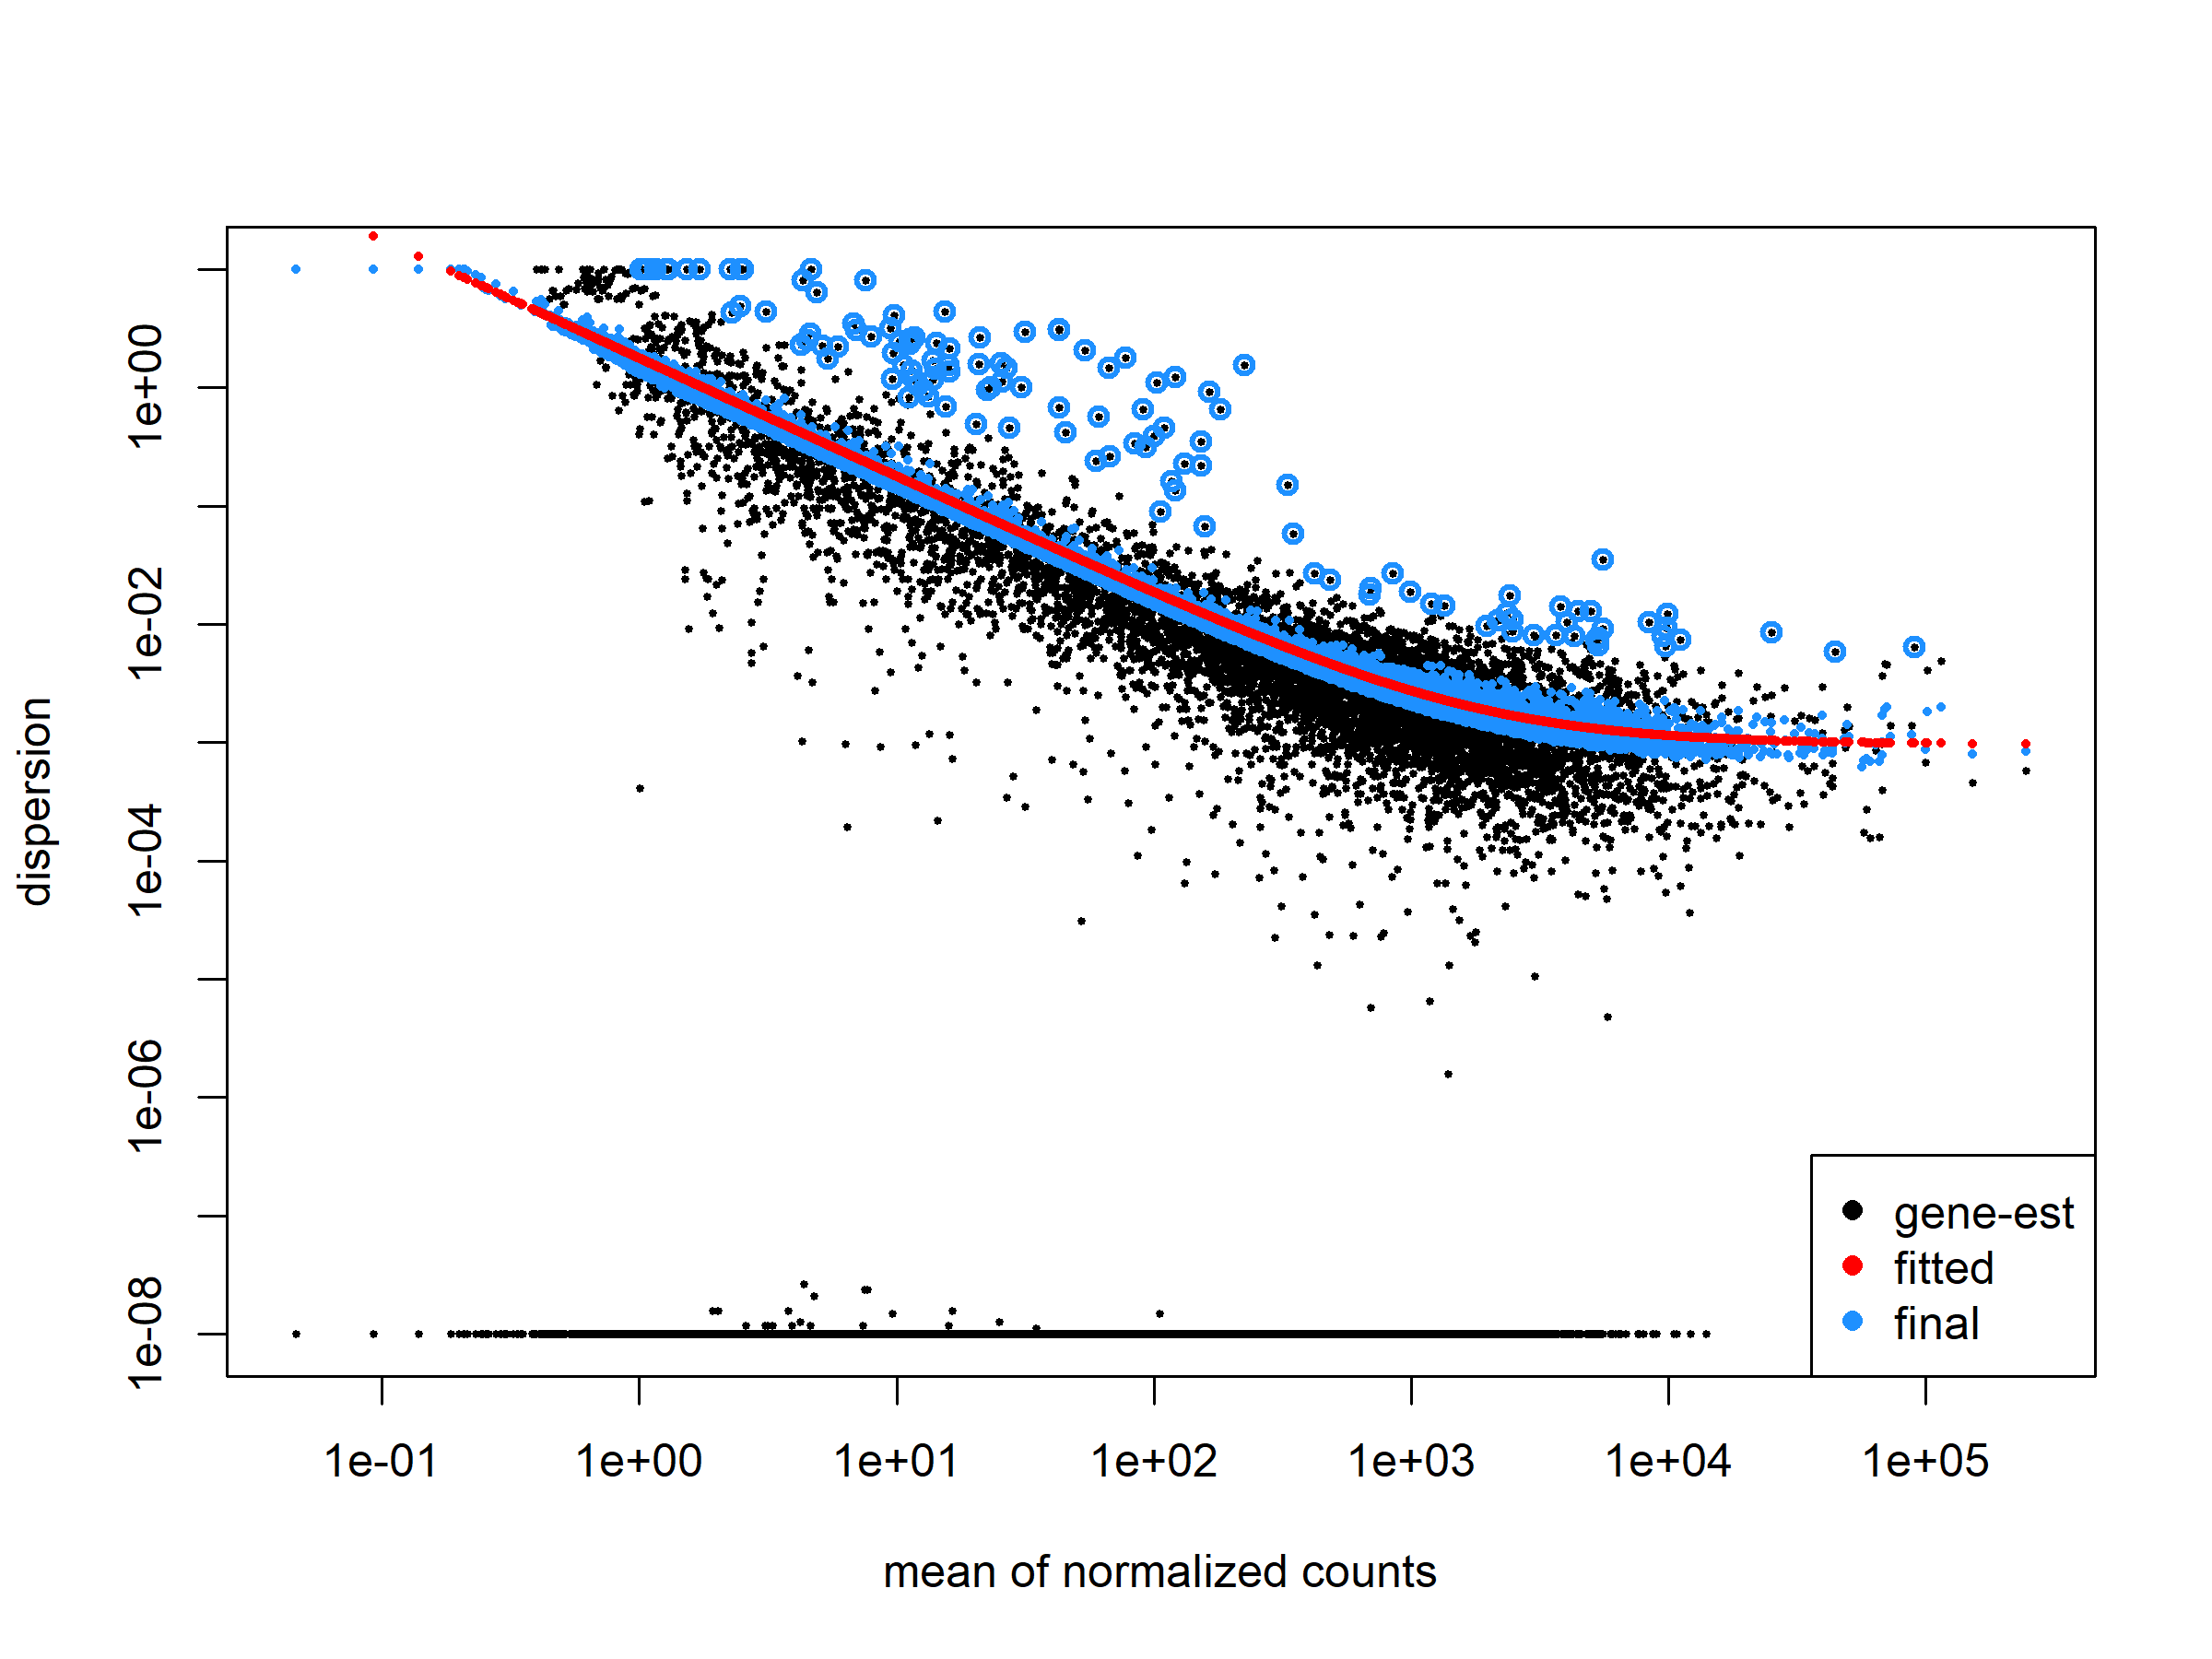 dispersion
1e+00
1e-02
1e-04
1e-06
1e-08
gene-est
fitted
final
1e-01 1e+00 1e+01 1e+02 1e+03 1e+04 1e+05
mean of normalized counts